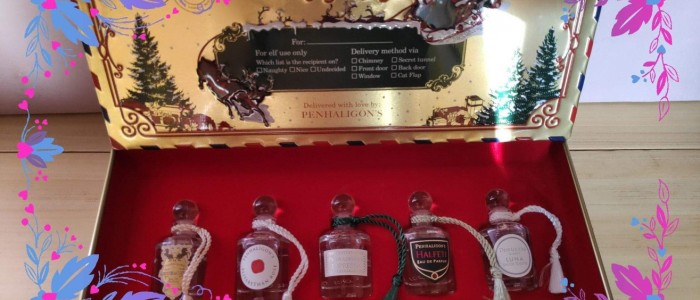 For:
For elf use only
Which list is the recipient on?
☐Naughty ☐Nice ☐Undecided
Delivery method via
☐Chimney ☐Secret tunnel
☐Front door ☐Back door
☐Window ☐Cat Flap
Delivered with love by:
PENHALIGON'S
PENHALIGON'S
HALFETI
EAU DE PARFUM
LUNA